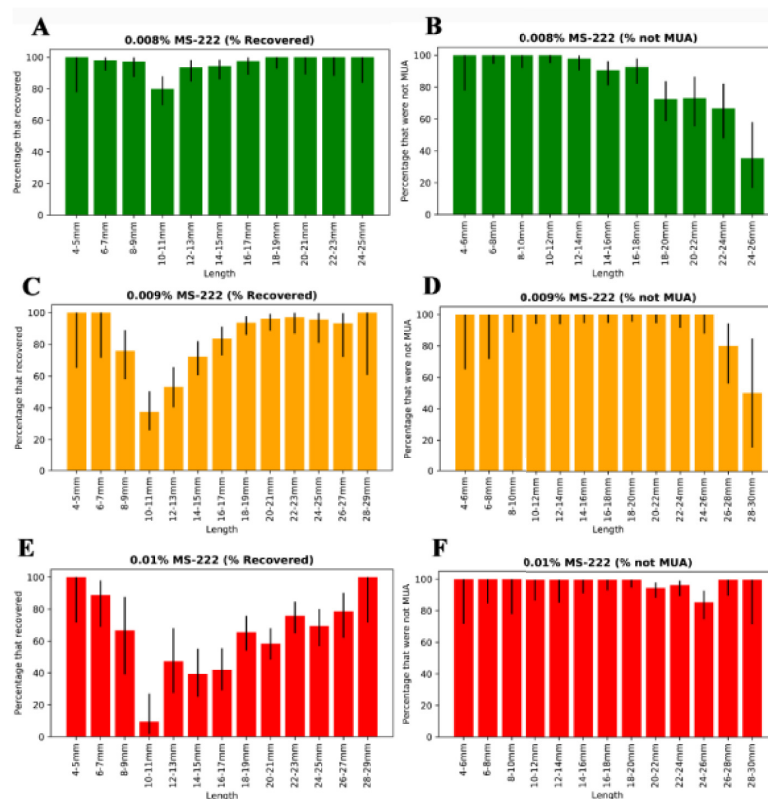 A
0.008% MS-222 (% Recovered)
Percentage that recovered
100
80
60
40
20
0
4-5mm
6-7mm
8-9mm
10-11mm
12-13mm
14-15mm
16-17mm
18-19mm
20-21mm
22-23mm
24-25mm
Length
B
0.008% MS-222 (% not MUA)
Percentage that were not MUA
100
80
60
40
20
0
4-6mm
6-8mm
8-10mm
10-12mm
12-14mm
14-16mm
16-18mm
18-20mm
20-22mm
22-24mm
24-26mm
Length
C
0.009% MS-222 (% Recovered)
Percentage that recovered
100
80
60
40
20
0
4-5mm
6-7mm
8-9mm
10-11mm
12-13mm
14-15mm
16-17mm
18-19mm
20-21mm
22-23mm
24-25mm
26-27mm
28-29mm
Length
D
0.009% MS-222 (% not MUA)
Percentage that were not MUA
100
80
60
40
20
0
4-6mm
6-8mm
8-10mm
10-12mm
12-14mm
14-16mm
16-18mm
18-20mm
20-22mm
22-24mm
24-26mm
26-28mm
28-30mm
Length
E
0.01% MS-222 (% Recovered)
Percentage that recovered
100
80
60
40
20
0
4-5mm
6-7mm
8-9mm
10-11mm
12-13mm
14-15mm
16-17mm
18-19mm
20-21mm
22-23mm
24-25mm
26-27mm
28-29mm
Length
F
0.01% MS-222 (% not MUA)
Percentage that were not MUA
100
80
60
40
20
0
4-6mm
6-8mm
8-10mm
10-12mm
12-14mm
14-16mm
16-18mm
18-20mm
20-22mm
22-24mm
24-26mm
26-28mm
28-30mm
Length